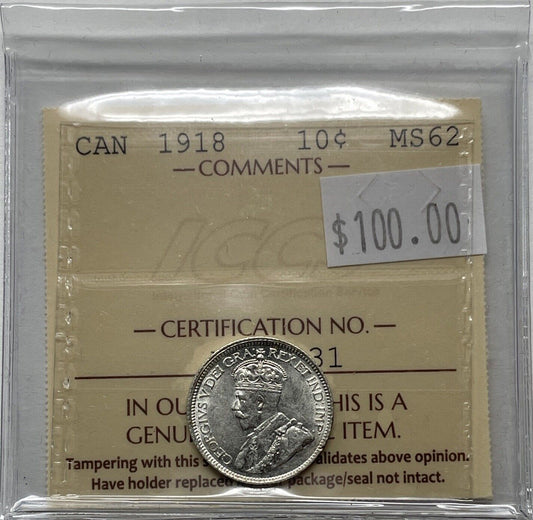 CAN 1918 10¢ MS62
— COMMENTS —
$100.00
ICC
— CERTIFICATION NO. —
31
IN OU HIS IS A
GENU E ITEM.
Tampering with this s alidates above opinion.
Have holder replaced package/seal not intact.
GEORGIVS V DEI GRA: REX ET IND: IMP: